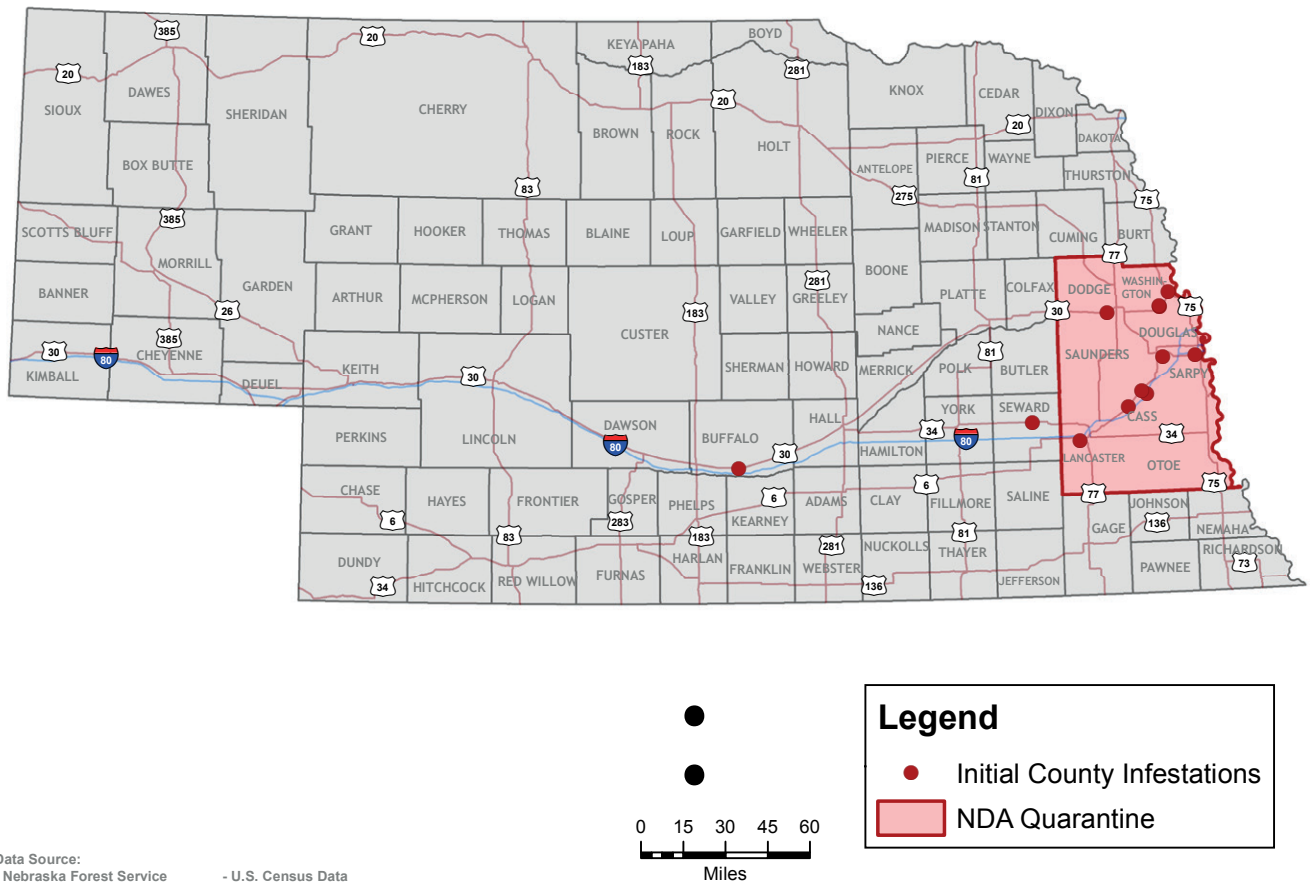 BOYD
385
20
KEYA PAHA
183
281
20
DAWES
SIOUX
SHERIDAN
CHERRY
20
KNOX
CEDAR
DIXON
20
DAKOTA
BROWN
ROCK
HOLT
BOX BUTTE
ANTELOPE
PIERCE
WAYNE
THURSTON
83
81
275
75
385
SCOTTS BLUFF
GRANT
HOOKER
THOMAS
BLAINE
LOUP
GARFIELD
WHEELER
MADISON
STANTON
CUMING
BURT
77
MORRILL
BOONE
BANNER
GARDEN
ARTHUR
MCPHERSON
LOGAN
VALLEY
281
GREELEY
PLATTE
COLFAX
DODGE
WASHIN-
GTON
75
26
CUSTER
183
30
NANCE
DOUGLAS
385
30
80
CHEYENNE
KIMBALL
DEUEL
KEITH
30
SHERMAN
HOWARD
MERRICK
81
POLK
BUTLER
SAUNDERS
SARPY
PERKINS
LINCOLN
DAWSON
80
BUFFALO
30
HALL
34
YORK
80
SEWARD
CASS
34
HAMILTON
LANCASTER
OTOE
CHASE
HAYES
FRONTIER
GOSPER
283
PHELPS
6
KEARNEY
ADAMS
CLAY
6
FILLMORE
SALINE
77
75
6
83
183
281
81
GAGE
JOHNSON
136
NEMAHA
DUNDY
34
HITCHCOCK
RED WILLOW
FURNAS
HARLAN
FRANKLIN
WEBSTER
NUCKOLLS
136
THAYER
JEFFERSON
PAWNEE
RICHARDSON
73
Legend
Initial County Infestations
NDA Quarantine
0 15 30 45 60
Miles
Data Source:
Nebraska Forest Service - U.S. Census Data